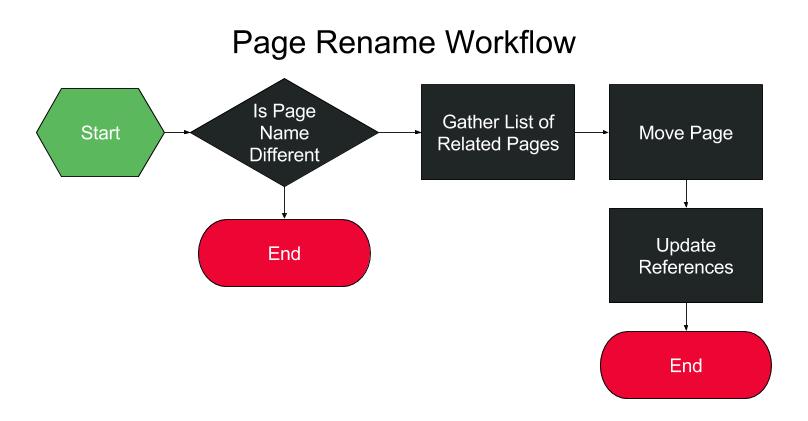 Page Rename Workflow
Start
Is Page
Name
Different
Gather List of
Related Pages
Move Page
Update
References
End
End